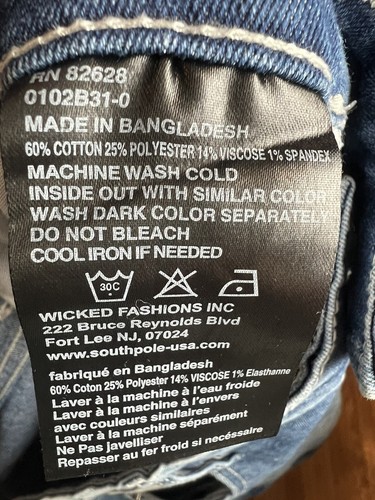 RN 82628
0102B31-0
MADE IN BANGLADESH
60% COTTON 25% POLYESTER 14% VISCOSE 1% SPANDEX
MACHINE WASH COLD
INSIDE OUT WITH SIMILAR COLOR
WASH DARK COLOR SEPARATELY
DO NOT BLEACH
COOL IRON IF NEEDED
30C
WICKED FASHIONS INC
222 Bruce Reynolds Blvd
Fort Lee NJ, 07024
www.southpole-usa.com
fabriqué en Bangladesh
60% Coton 25% Polyester 14% VISCOSE 1% Elasthanne
Laver à la machine à l'eau froide
Laver à la machine à l'envers
avec couleurs similaires
Laver à la machine séparément
Ne Pas javelliser
Repasser au fer froid si nécessaire